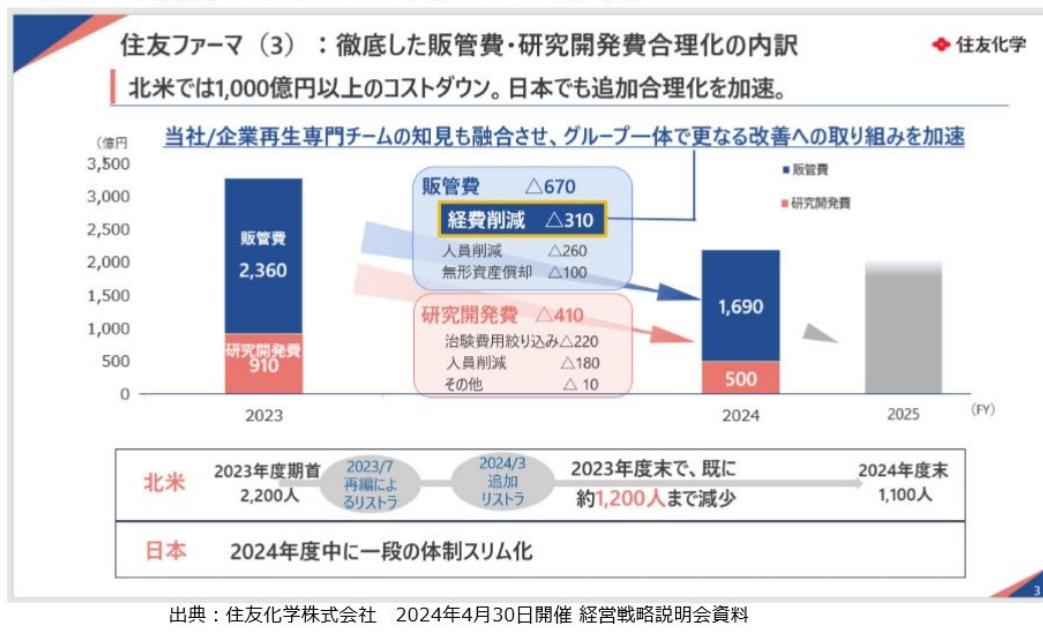 住友ファーマ（3）：徹底した販管費・研究開発費合理化の内訳
住友化学
北米では1,000億円以上のコストダウン。日本でも追加合理化を加速。
当社/企業再生専門チームの知見も融合させ、グループ一体で更なる改善への取り組みを加速
（億円
3,500
3,000
2,500
2,000
1,500
1,000
500
0
販管費
2,360
研究開発費
910
2023
販管費 △670
経費削減 △310
人員削減 △260
無形資産償却 △100
研究開発費 △410
治験費用絞り込み△220
人員削減 △180
その他 △ 10
■販管費
■研究開発費
1,690
500
2024
2025
(FY)
北米
2023年度期首
2,200人
2023/7
再編によ
るリストラ
2024/3
追加
リストラ
2023年度末で、既に
約1,200人まで減少
2024年度末
1,100人
日本
2024年度中に一段の体制スリム化
3
出典：住友化学株式会社　2024年4月30日開催 経営戦略説明会資料